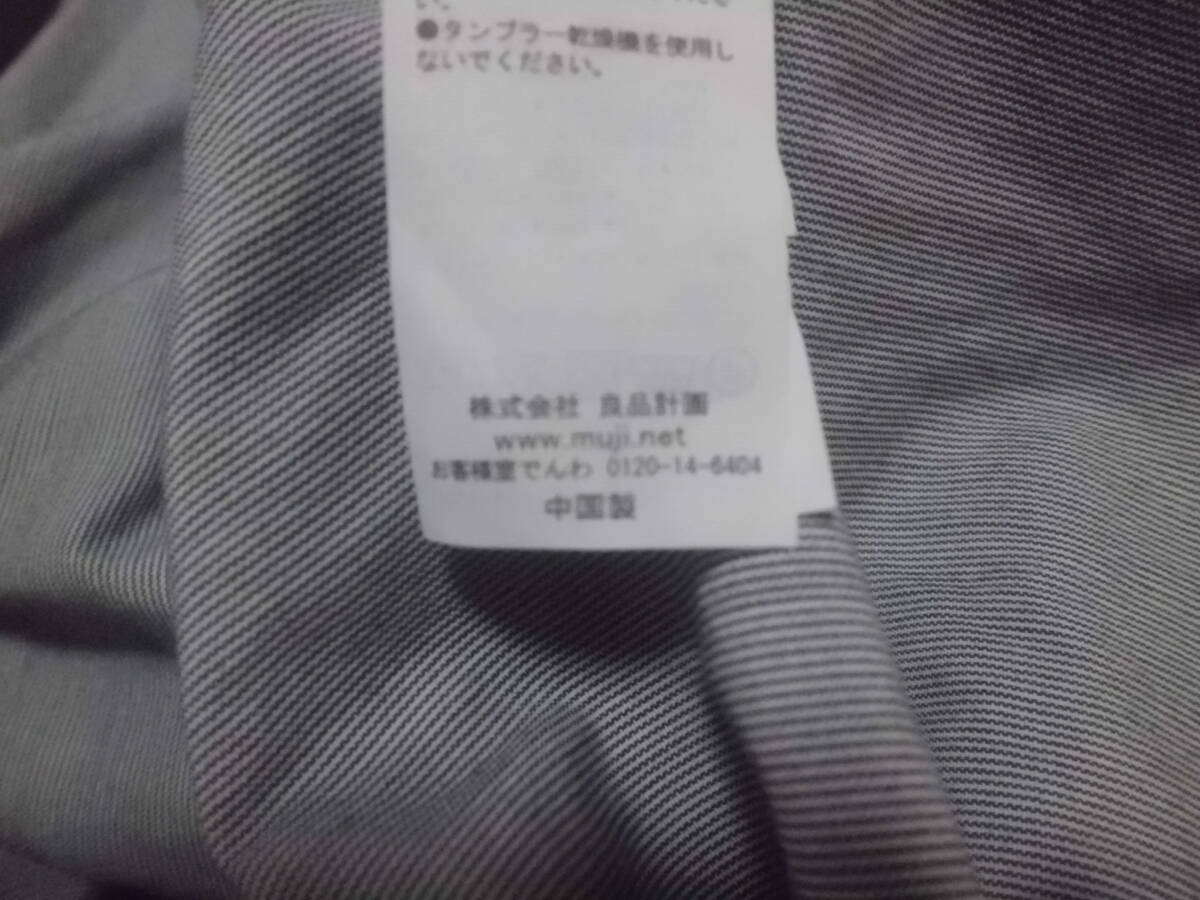 い。
●タンブラー乾燥機を使用し
ないでください。
株式会社 良品計画
www.muji.net
お客様室でんわ 0120-14-6404
中国製